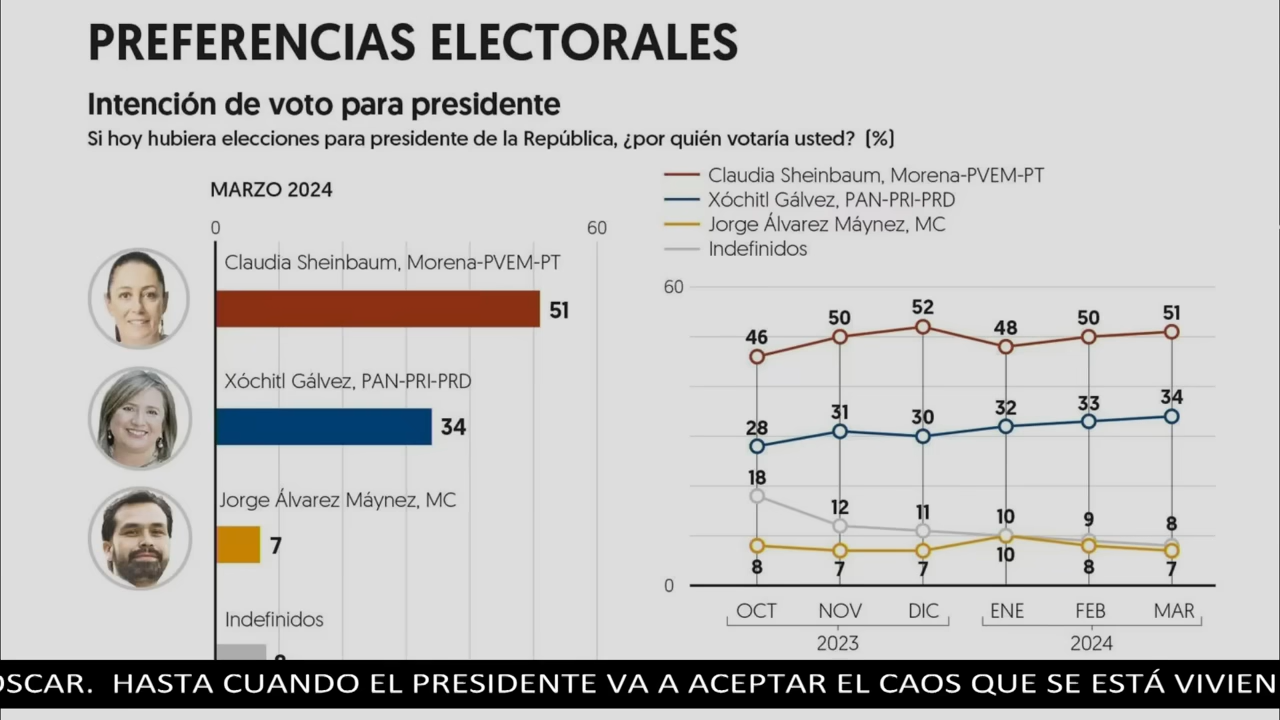 PREFERENCIAS ELECTORALES
Intención de voto para presidente
Si hoy hubiera elecciones para presidente de la República, ¿por quién votaría usted? (%)
MARZO 2024
0 60
Claudia Sheinbaum, Morena-PVEM-PT
51
Xóchitl Gálvez, PAN-PRI-PRD
34
Jorge Álvarez Máynez, MC
7
Indefinidos
Claudia Sheinbaum, Morena-PVEM-PT
Xóchitl Gálvez, PAN-PRI-PRD
Jorge Álvarez Máynez, MC
Indefinidos
60
46 50 52 48 50 51
28 31 30 32 33 34
18 12 11 10 9 8
8 7 7 10 8 7
0
OCT NOV DIC ENE FEB MAR
2023 2024
OSCAR. HASTA CUANDO EL PRESIDENTE VA A ACEPTAR EL CAOS QUE SE ESTÁ VIVIEN